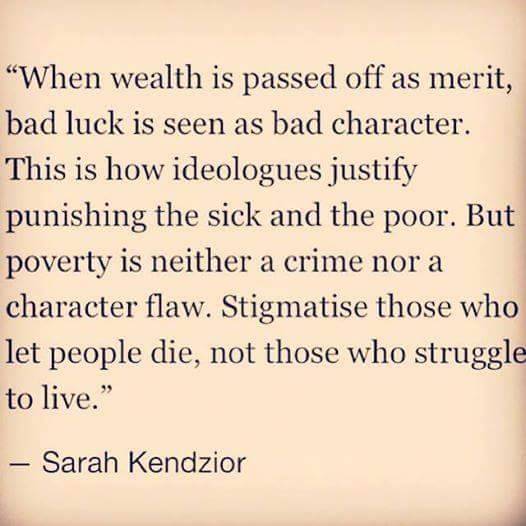 “When wealth is passed off as merit,
bad luck is seen as bad character.
This is how ideologues justify
punishing the sick and the poor. But
poverty is neither a crime nor a
character flaw. Stigmatise those who
let people die, not those who struggle
to live.”
— Sarah Kendzior